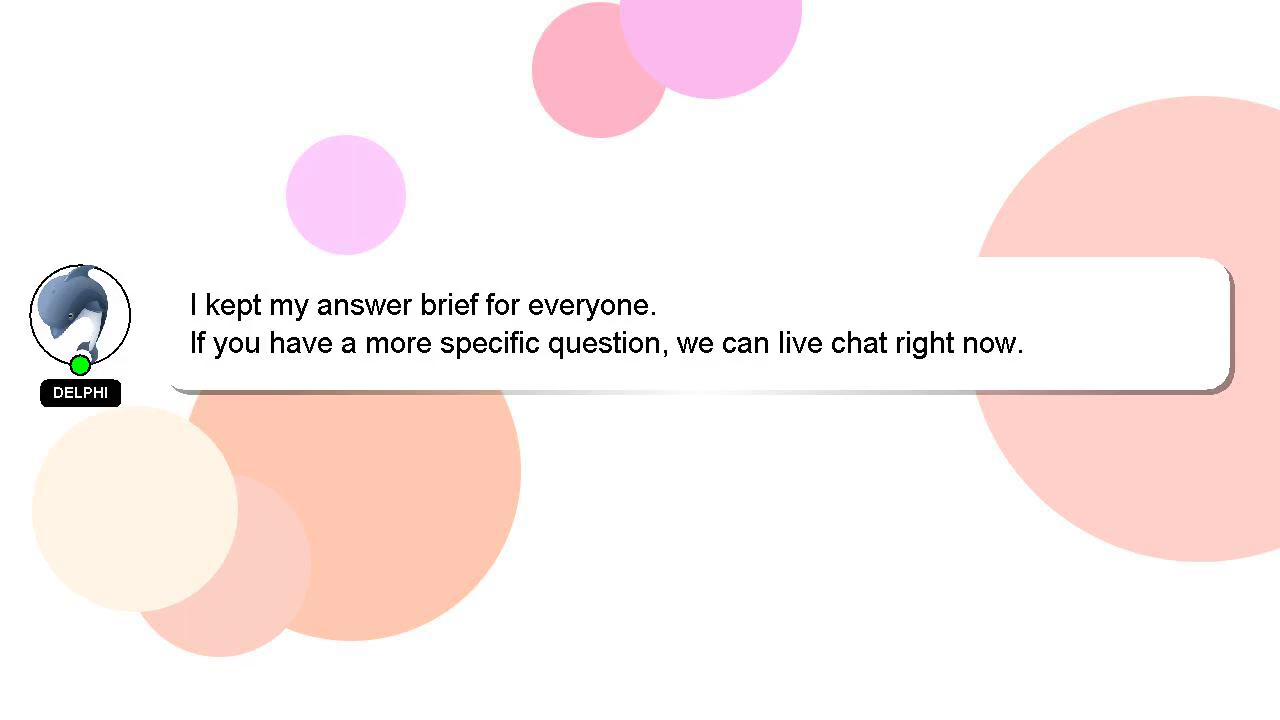 I kept my answer brief for everyone.
If you have a more specific question, we can live chat right now.
DELPHI